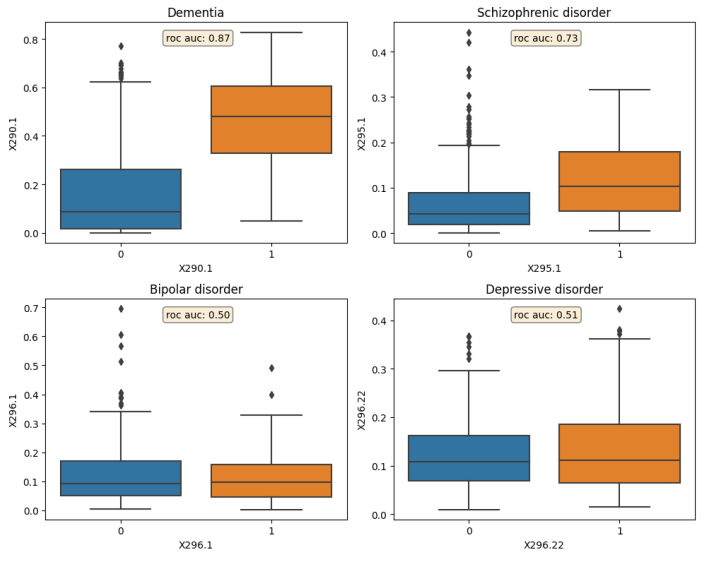 Dementia
roc auc: 0.87
0.8
0.6
0.4
0.2
0.0
X290.1
0
1
X290.1
Schizophrenic disorder
roc auc: 0.73
0.4
0.3
0.2
0.1
0.0
X295.1
0
1
X295.1
Bipolar disorder
roc auc: 0.50
0.7
0.6
0.5
0.4
0.3
0.2
0.1
0.0
X296.1
0
1
X296.1
Depressive disorder
roc auc: 0.51
0.4
0.3
0.2
0.1
0.0
X296.22
0
1
X296.22